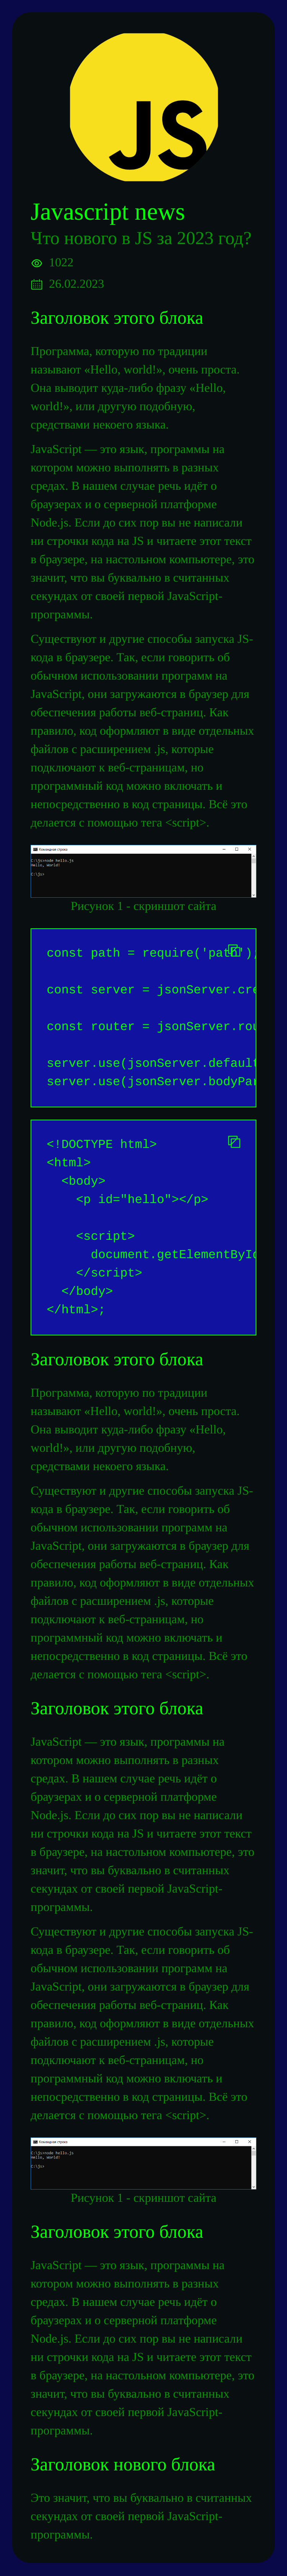 JS
Javascript news
Что нового в JS за 2023 год?
1022
26.02.2023
Заголовок этого блока
Программа, которую по традиции
называют «Hello, world!», очень проста.
Она выводит куда-либо фразу «Hello,
world!», или другую подобную,
средствами некоего языка.
JavaScript — это язык, программы на
котором можно выполнять в разных
средах. В нашем случае речь идёт о
браузерах и о серверной платформе
Node.js. Если до сих пор вы не написали
ни строчки кода на JS и читаете этот текст
в браузере, на настольном компьютере, это
значит, что вы буквально в считанных
секундах от своей первой JavaScript-
программы.
Существуют и другие способы запуска JS-
кода в браузере. Так, если говорить об
обычном использовании программ на
JavaScript, они загружаются в браузер для
обеспечения работы веб-страниц. Как
правило, код оформляют в виде отдельных
файлов с расширением .js, которые
подключают к веб-страницам, но
программный код можно включать и
непосредственно в код страницы. Всё это
делается с помощью тега <script>.
Командная строка
C:\js>node hello.js
Hello, World!
C:\js>
Рисунок 1 - скриншот сайта
const path = require('path');
const server = jsonServer.cre
const router = jsonServer.rou
server.use(jsonServer.default
server.use(jsonServer.bodyPar
<!DOCTYPE html>
<html>
<body>
<p id="hello"></p>
<script>
document.getElementById
</script>
</body>
</html>;
Заголовок этого блока
Программа, которую по традиции
называют «Hello, world!», очень проста.
Она выводит куда-либо фразу «Hello,
world!», или другую подобную,
средствами некоего языка.
Существуют и другие способы запуска JS-
кода в браузере. Так, если говорить об
обычном использовании программ на
JavaScript, они загружаются в браузер для
обеспечения работы веб-страниц. Как
правило, код оформляют в виде отдельных
файлов с расширением .js, которые
подключают к веб-страницам, но
программный код можно включать и
непосредственно в код страницы. Всё это
делается с помощью тега <script>.
Заголовок этого блока
JavaScript — это язык, программы на
котором можно выполнять в разных
средах. В нашем случае речь идёт о
браузерах и о серверной платформе
Node.js. Если до сих пор вы не написали
ни строчки кода на JS и читаете этот текст
в браузере, на настольном компьютере, это
значит, что вы буквально в считанных
секундах от своей первой JavaScript-
программы.
Существуют и другие способы запуска JS-
кода в браузере. Так, если говорить об
обычном использовании программ на
JavaScript, они загружаются в браузер для
обеспечения работы веб-страниц. Как
правило, код оформляют в виде отдельных
файлов с расширением .js, которые
подключают к веб-страницам, но
программный код можно включать и
непосредственно в код страницы. Всё это
делается с помощью тега <script>.
Командная строка
C:\js>node hello.js
Hello, World!
C:\js>
Рисунок 1 - скриншот сайта
Заголовок этого блока
JavaScript — это язык, программы на
котором можно выполнять в разных
средах. В нашем случае речь идёт о
браузерах и о серверной платформе
Node.js. Если до сих пор вы не написали
ни строчки кода на JS и читаете этот текст
в браузере, на настольном компьютере, это
значит, что вы буквально в считанных
секундах от своей первой JavaScript-
программы.
Заголовок нового блока
Это значит, что вы буквально в считанных
секундах от своей первой JavaScript-
программы.